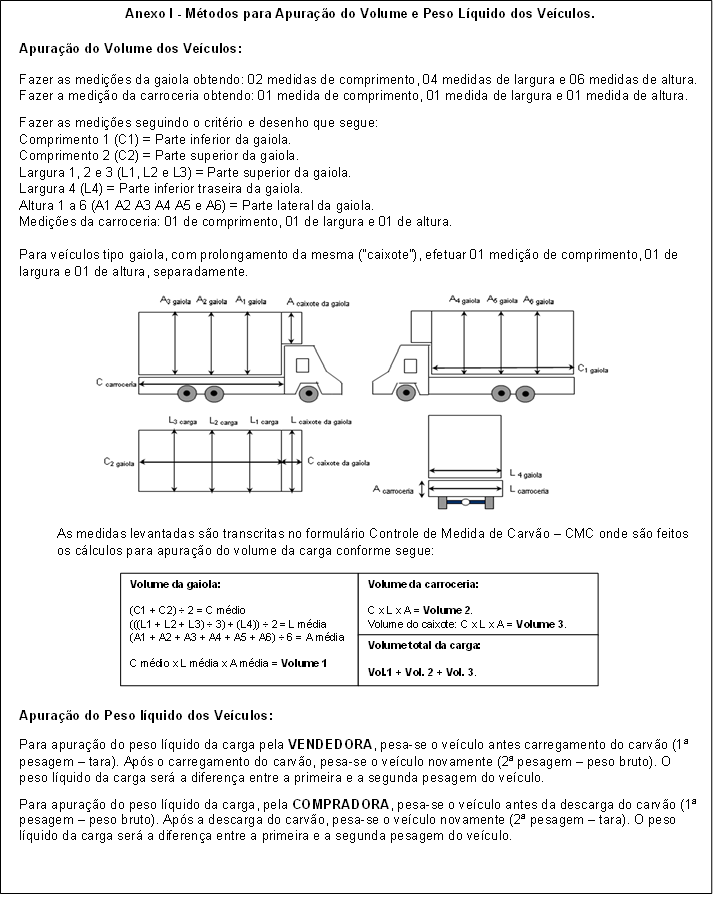 Anexo I - Métodos para Apuração do Volume e Peso Líquido dos Veículos.
Apuração do Volume dos Veículos:
Fazer as medições da gaiola obtendo: 02 medidas de comprimento, 04 medidas de largura e 06 medidas de altura.
Fazer a medição da carroceria obtendo: 01 medida de comprimento, 01 medida de largura e 01 medida de altura.
Fazer as medições seguindo o critério e desenho que segue:
Comprimento 1 (C1) = Parte inferior da gaiola.
Comprimento 2 (C2) = Parte superior da gaiola.
Largura 1, 2 e 3 (L1, L2 e L3) = Parte superior da gaiola.
Largura 4 (L4) = Parte inferior traseira da gaiola.
Altura 1 a 6 (A1 A2 A3 A4 A5 e A6) = Parte lateral da gaiola.
Medições da carroceria: 01 de comprimento, 01 de largura e 01 de altura.
Para veículos tipo gaiola, com prolongamento da mesma ("caixote"), efetuar 01 medição de comprimento, 01 de
largura e 01 de altura, separadamente.
A3 gaiola A2 gaiola A1 gaiola A caixote da gaiola
A4 gaiola A5 gaiola A6 gaiola
C1 gaiola
C carroceria
L3 carga L2 carga L1 carga L caixote da gaiola
C2 gaiola C caixote da gaiola
L 4 gaiola
A carroceria L carroceria
As medidas levantadas são transcritas no formulário Controle de Medida de Carvão – CMC onde são feitos
os cálculos para apuração do volume da carga conforme segue:
Volume da gaiola:
(C1 + C2) ÷ 2 = C médio
(((L1 + L2 + L3) ÷ 3) + (L4)) ÷ 2 = L média
(A1 + A2 + A3 + A4 + A5 + A6) ÷ 6 = A média
C médio x L média x A média = Volume 1
Volume da carroceria:
C x L x A = Volume 2.
Volume do caixote: C x L x A = Volume 3.
Volume total da carga:
Vol.1 + Vol. 2 + Vol. 3.
Apuração do Peso líquido dos Veículos:
Para apuração do peso líquido da carga pela VENDEDORA, pesa-se o veículo antes carregamento do carvão (1ª
pesagem – tara). Após o carregamento do carvão, pesa-se o veículo novamente (2ª pesagem – peso bruto). O
peso líquido da carga será a diferença entre a primeira e a segunda pesagem do veículo.
Para apuração do peso líquido da carga, pela COMPRADORA, pesa-se o veículo antes da descarga do carvão (1ª
pesagem – peso bruto). Após a descarga do carvão, pesa-se o veículo novamente (2ª pesagem – tara). O peso
líquido da carga será a diferença entre a primeira e a segunda pesagem do veículo.